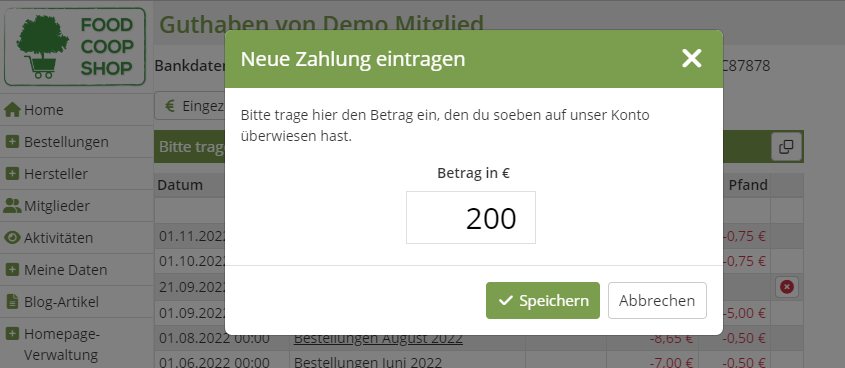 FOOD
COOP
SHOP
Guthaben von Demo Mitglied
Neue Zahlung eintragen
C87878
€ Eingez
Bitte trage hier den Betrag ein, den du soeben auf unser Konto
überwiesen hast.
Home
Bestellungen
Hersteller
Mitglieder
Aktivitäten
Meine Daten
Blog-Artikel
Homepage-
Verwaltung
Bankdaten
Bitte trage
Betrag in €
200
Speichern
Abbrechen
Datum
Pfand
01.11.2022
-0,75 €
01.10.2022
-0,75 €
21.09.2022
01.09.2022
-5,00 €
01.08.2022 00:00 Bestellungen August 2022 -8,65 € -0,50 €
01.06.2022 00:00 Bestellungen Juni 2022 -7,00 € -0,50 €